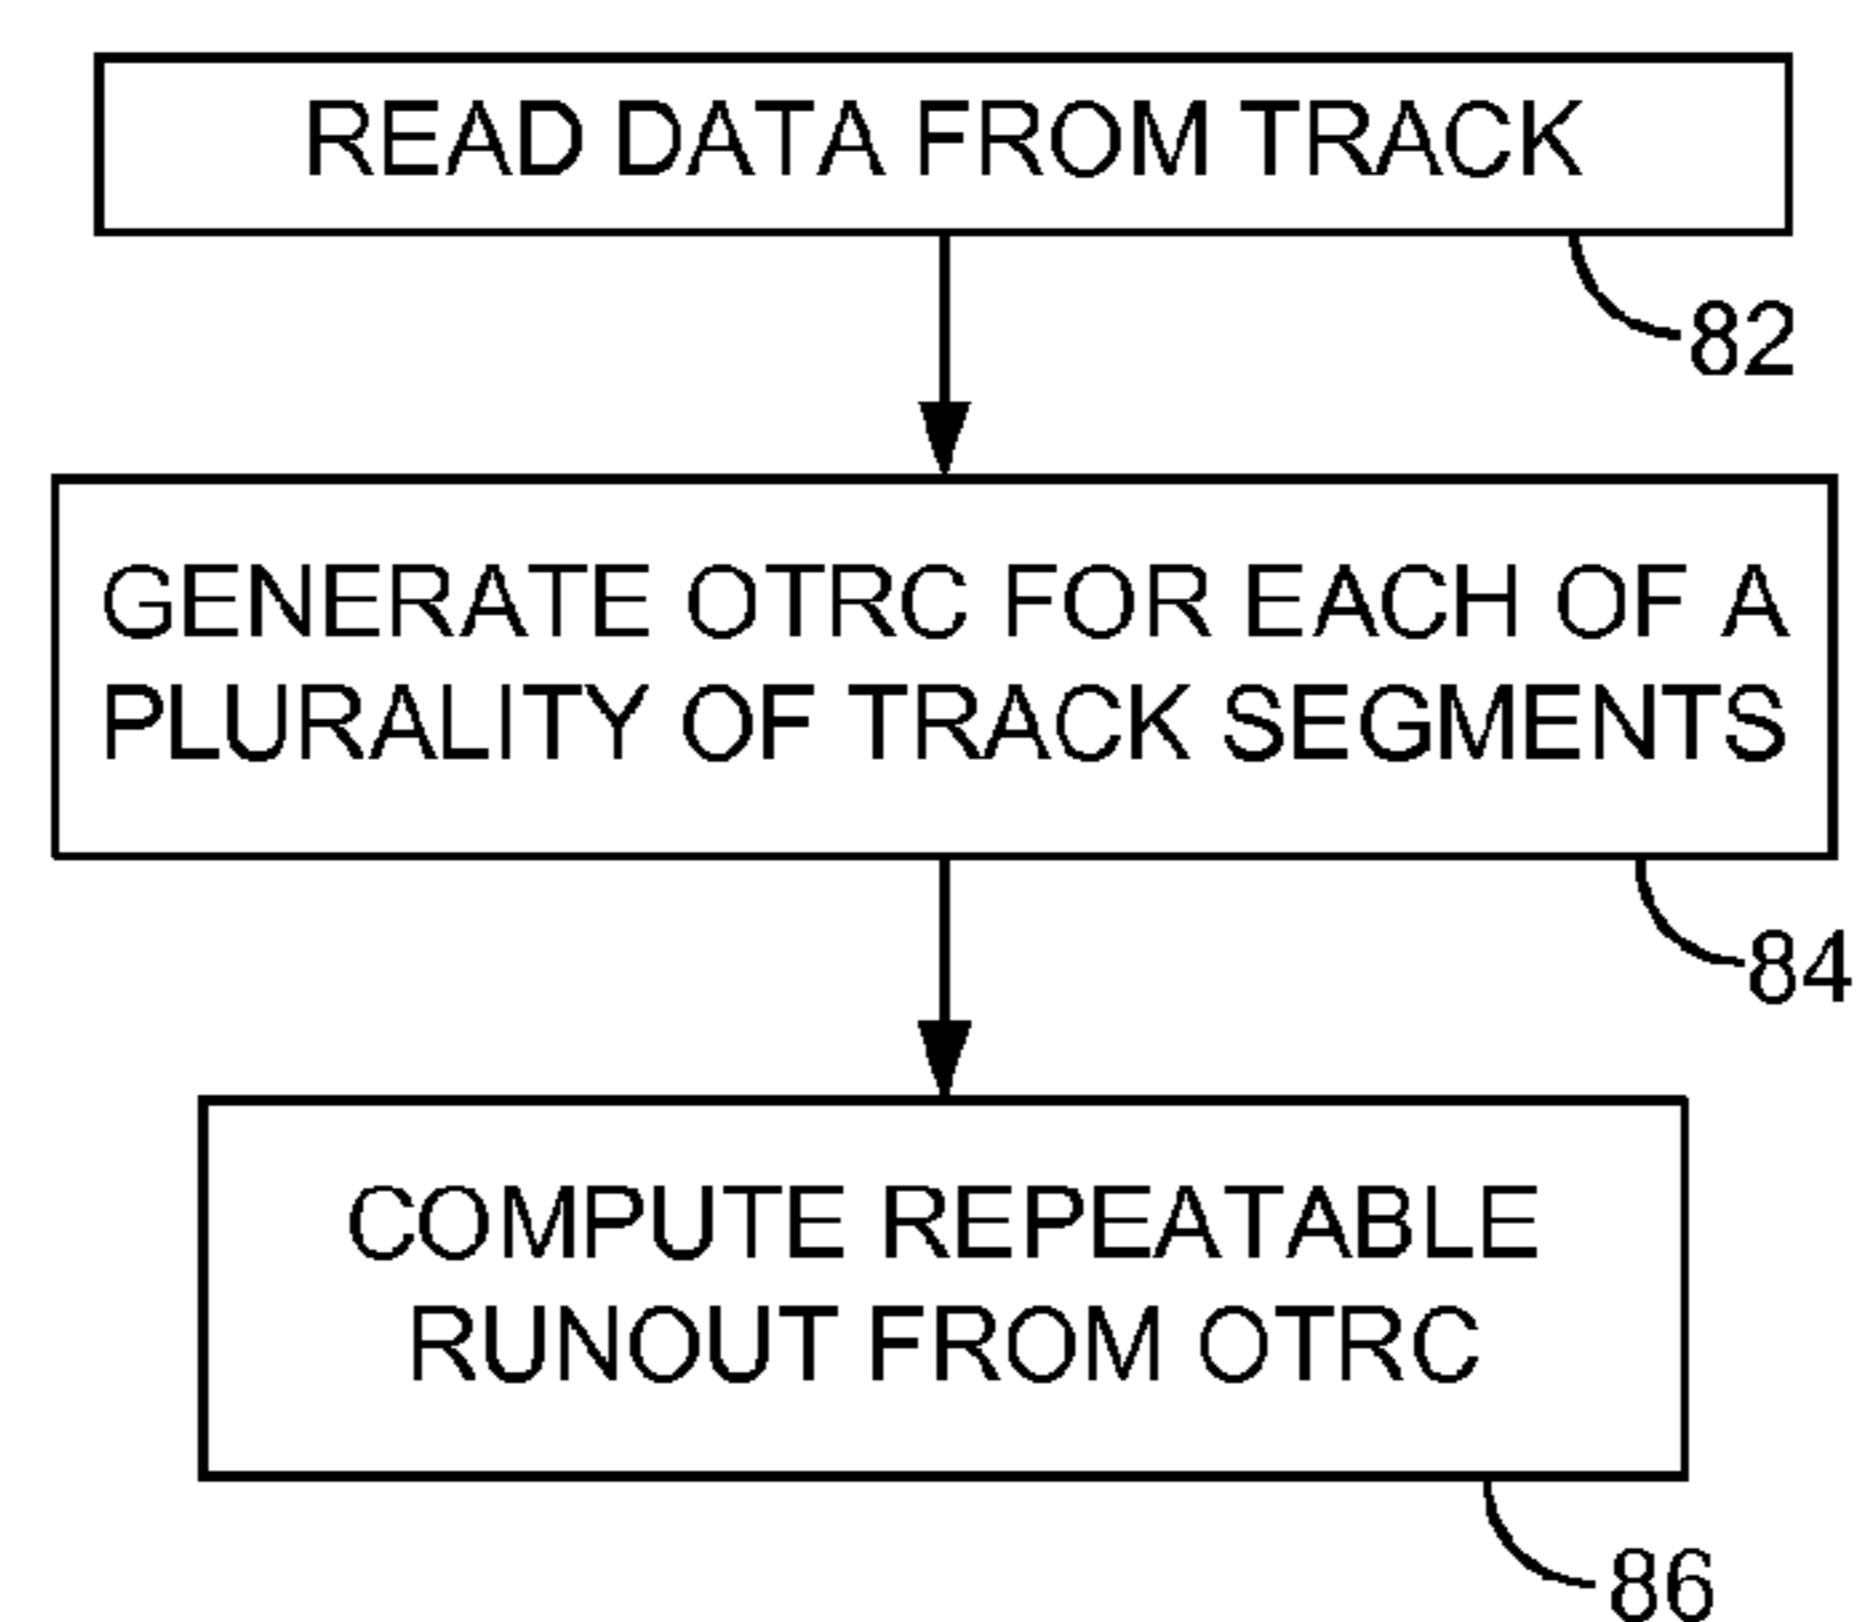 READ DATA FROM TRACK
82
GENERATE OTRC FOR EACH OF A
PLURALITY OF TRACK SEGMENTS
84
COMPUTE REPEATABLE
RUNOUT FROM OTRC
86